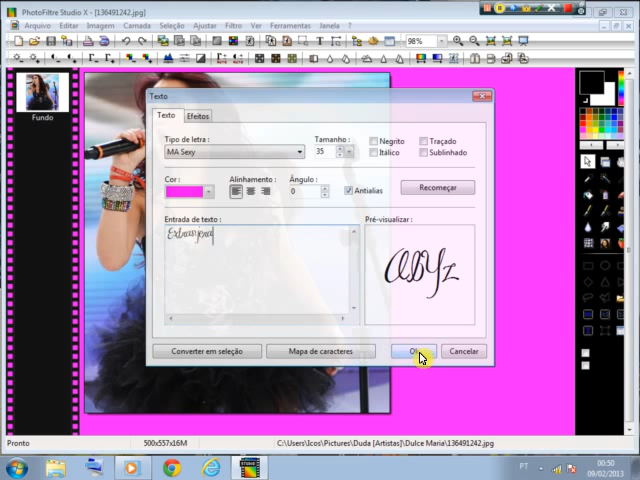 PhotoFiltre Studio X - [136491242.jpg]
Arquivo Editar Imagem Camada Seleção Ajustar Filtro Ver Ferramentas Janela ?
98%
Fundo
Texto
Texto Efeitos
Tipo de letra :
MA Sexy
Tamanho :
35
Negrito
Itálico
Traçado
Sublinhado
Cor :
Alinhamento :
Ângulo :
0
Antialias
Recomeçar
Entrada de texto :
Extranjera
Pré-visualizar :
ABYz
Converter em seleção
Mapa de caracteres
Ok
Cancelar
Pronto
500x557x16M
C:\Users\Icos\Pictures\Duda [Artistas]\Dulce Maria\136491242.jpg
STUDIO
PT
00:50
09/02/2013